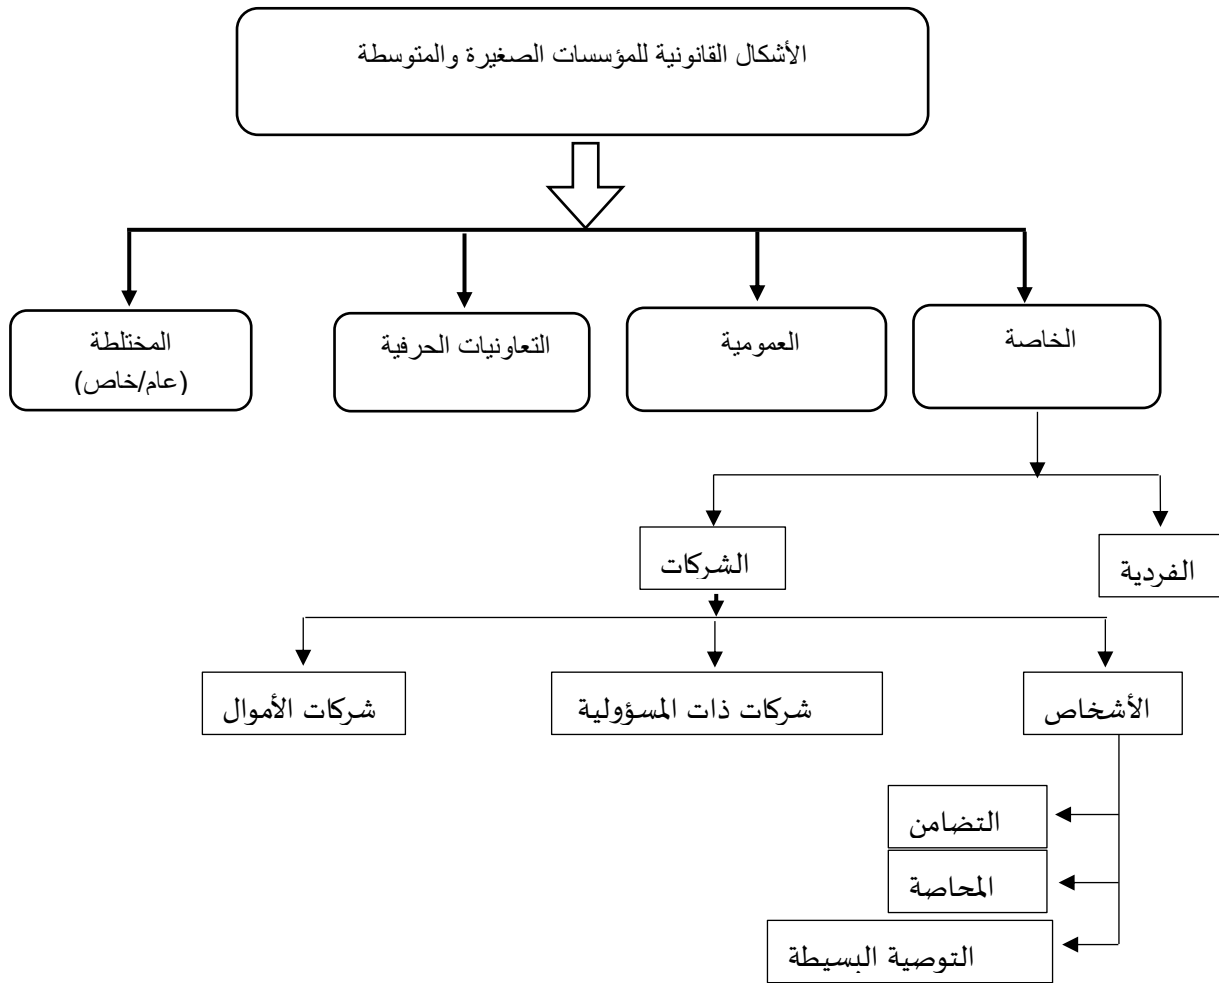 الأشكال القانونية للمؤسسات الصغيرة والمتوسطة
الخاصة
العمومية
التعاونيات الحرفية
المختلطة
(عام/خاص)
الفردية
الشركات
الأشخاص
شركات ذات المسؤولية
شركات الأموال
التضامن
المحاصة
التوصية البسيطة